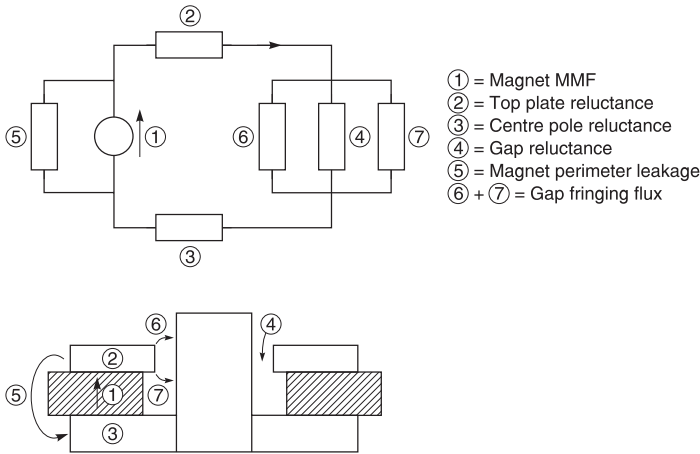 ②
① = Magnet MMF
② = Top plate reluctance
③ = Centre pole reluctance
④ = Gap reluctance
⑤ = Magnet perimeter leakage
⑥ + ⑦ = Gap fringing flux
⑤ ① ⑥ ④ ⑦
③
⑥ ④
②
⑤ ① ⑦
③